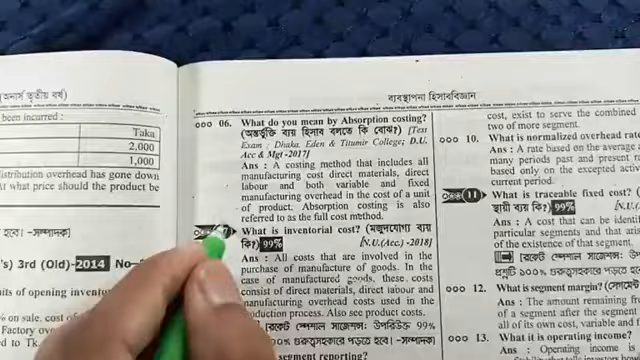 (অনার্স তৃতীয় বর্ষ)
been incurred :
Taka
2,000
1,000
distribution overhead has gone down
At what price should the product be
হবে। -সম্পাদক]
's) 3rd (Old)-2014 No-
its of opening inventor
% on sale, cost of
Factory over
d to Tk.
ব্যবস্থাপনা হিসাববিজ্ঞান
০০০ 06. What do you mean by Absorption costing?
(অন্তর্ভুক্তি ব্যয় হিসাব বলতে কি বোঝ?) [Test
Exam ; Dhaka, Eden & Titumir College; D.U.
Acc & Mgt -2017]
Ans : A costing method that includes all
manufacturing cost direct materials, direct
labour and both variable and fixed
manufacturing overhead in the cost of a unit
of product. Absorption costing is also
referred to as the full cost method.
What is inventorial cost? (মজুদযোগ্য ব্যয়
কি?) 99% [N.U.(Acc.) -2018]
Ans : All costs that are involved in the
purchase of manufacture of goods. In the
case of manufactured goods, these costs
consist of direct materials, direct labour and
manufacturing overhead costs used in the
production process. Also see product costs.
[রকেট স্পেশাল সাজেশন্স: উপরিউক্ত 99%
১০০% গুরুত্বসহকারে পড়তে হবে। -সম্পাদক
segment reporting?
cost, exist to serve the combined
two of more segment.
০০০ 10. What is normalized overhead rate
Ans : A rate based on the average a
many periods past and present r
based only on the excepted activi
current period.
11 What is traceable fixed cost? (
স্থায়ী ব্যয় কি?) 99%
Ans : A cost that can be identi
particular segments and that aris
of the existence of that segment.
[রকেট স্পেশাল সাজেশন্স: উপ
প্রশ্নটি ১০০% গুরুত্বসহকারে পড়তে হ
০০০ 12. What is segment margin? (সেগমেন্ট
Ans : The amount remaining fr
of a segment after the segment
all of its own cost, variable and f
০০০ 13. What it is operating income?
Ans : Operating income is